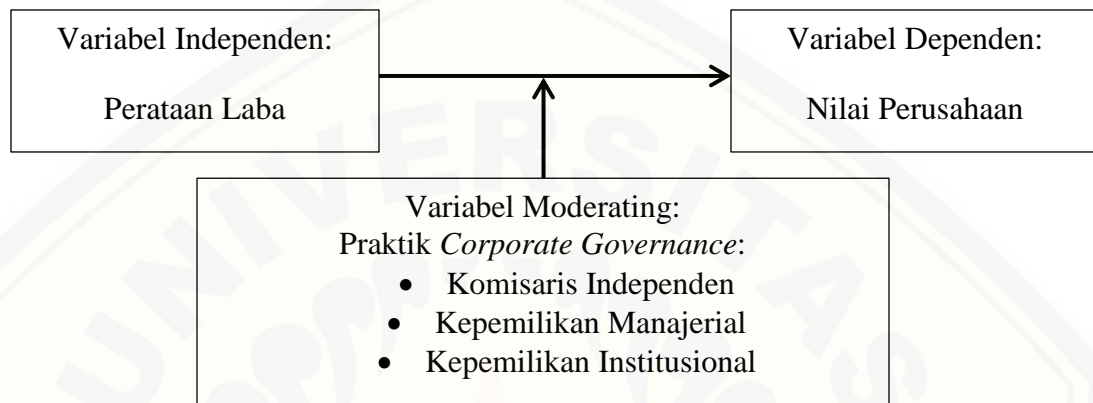 Variabel Independen:
Perataan Laba
Variabel Dependen:
Nilai Perusahaan
Variabel Moderating:
Praktik Corporate Governance:
• Komisaris Independen
• Kepemilikan Manajerial
• Kepemilikan Institusional
UNIVERSITAS